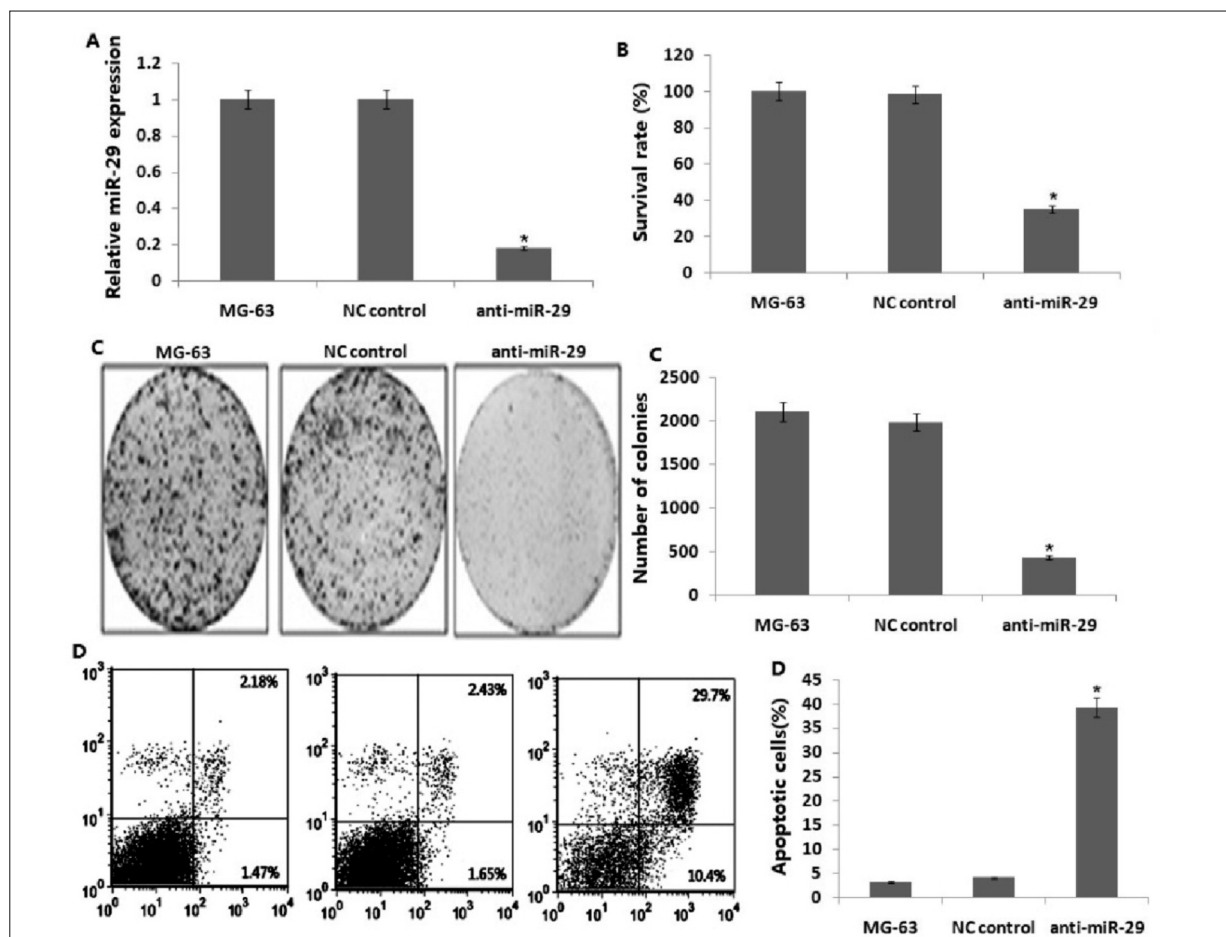 A
Relative miR-29 expression
1.2
1
0.8
0.6
0.4
0.2
0
*
MG-63 NC control anti-miR-29
B
Survival rate (%)
120
100
80
60
40
20
0
*
MG-63 NC control anti-miR-29
C
MG-63 NC control anti-miR-29
C
Number of colonies
2500
2000
1500
1000
500
0
*
MG-63 NC control anti-miR-29
D
10³
10²
10¹
10⁰
2.18%
1.47%
10⁰ 10¹ 10² 10³ 10⁴
10³
10²
10¹
10⁰
2.43%
1.65%
10⁰ 10¹ 10² 10³ 10⁴
10³
10²
10¹
10⁰
29.7%
10.4%
10⁰ 10¹ 10² 10³ 10⁴
D
Apoptotic cells(%)
45
40
35
30
25
20
15
10
5
0
*
MG-63 NC control anti-miR-29